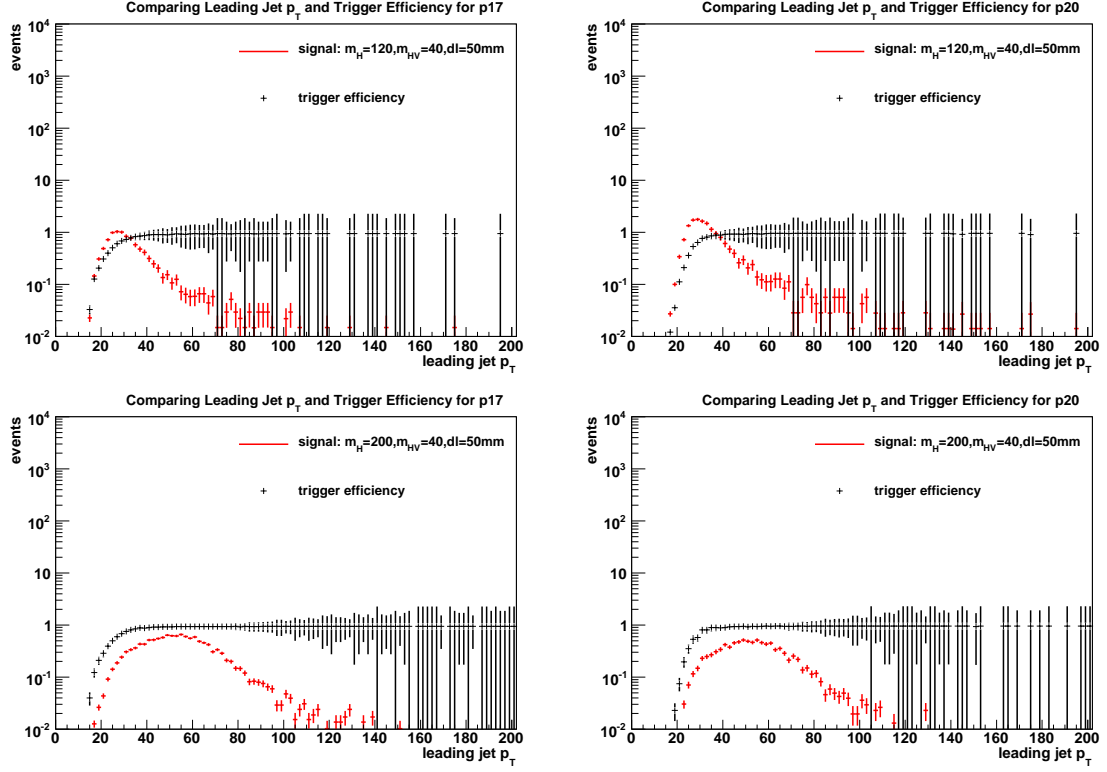 Comparing Leading Jet p_T and Trigger Efficiency for p17
events
signal: m_H=120,m_HV=40,dl=50mm
trigger efficiency
10^4
10^3
10^2
10
1
10^-1
10^-2
0 20 40 60 80 100 120 140 160 180 200
leading jet p_T
Comparing Leading Jet p_T and Trigger Efficiency for p20
events
signal: m_H=120,m_HV=40,dl=50mm
trigger efficiency
10^4
10^3
10^2
10
1
10^-1
10^-2
0 20 40 60 80 100 120 140 160 180 200
leading jet p_T
Comparing Leading Jet p_T and Trigger Efficiency for p17
events
signal: m_H=200,m_HV=40,dl=50mm
trigger efficiency
10^4
10^3
10^2
10
1
10^-1
10^-2
0 20 40 60 80 100 120 140 160 180 200
leading jet p_T
Comparing Leading Jet p_T and Trigger Efficiency for p20
events
signal: m_H=200,m_HV=40,dl=50mm
trigger efficiency
10^4
10^3
10^2
10
1
10^-1
10^-2
0 20 40 60 80 100 120 140 160 180 200
leading jet p_T